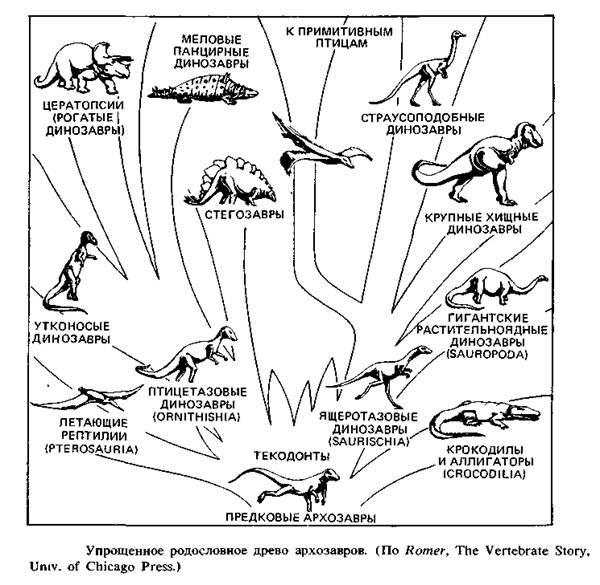 К ПРИМИТИВНЫМ
ПТИЦАМ
МЕЛОВЫЕ
ПАНЦИРНЫЕ
ДИНОЗАВРЫ
ЦЕРАТОПСИИ
(РОГАТЫЕ
ДИНОЗАВРЫ)
СТРАУСОПОДОБНЫЕ
ДИНОЗАВРЫ
СТЕГОЗАВРЫ
КРУПНЫЕ ХИЩНЫЕ
ДИНОЗАВРЫ
УТКОНОСЫЕ
ДИНОЗАВРЫ
ГИГАНТСКИЕ
РАСТИТЕЛЬНОЯДНЫЕ
ДИНОЗАВРЫ
(SAUROPODA)
ПТИЦЕТАЗОВЫЕ
ДИНОЗАВРЫ
(ORNITHISHIA)
ЛЕТАЮЩИЕ
РЕПТИЛИИ
(PTEROSAURIA)
ЯЩЕРОТАЗОВЫЕ
ДИНОЗАВРЫ
(SAURISCHIA)
КРОКОДИЛЫ
И АЛЛИГАТОРЫ
(CROCODILIA)
ТЕКОДОНТЫ
ПРЕДКОВЫЕ АРХОЗАВРЫ
Упрощенное родословное древо архозавров. (По Romer, The Vertebrate Story,
Univ. of Chicago Press.)